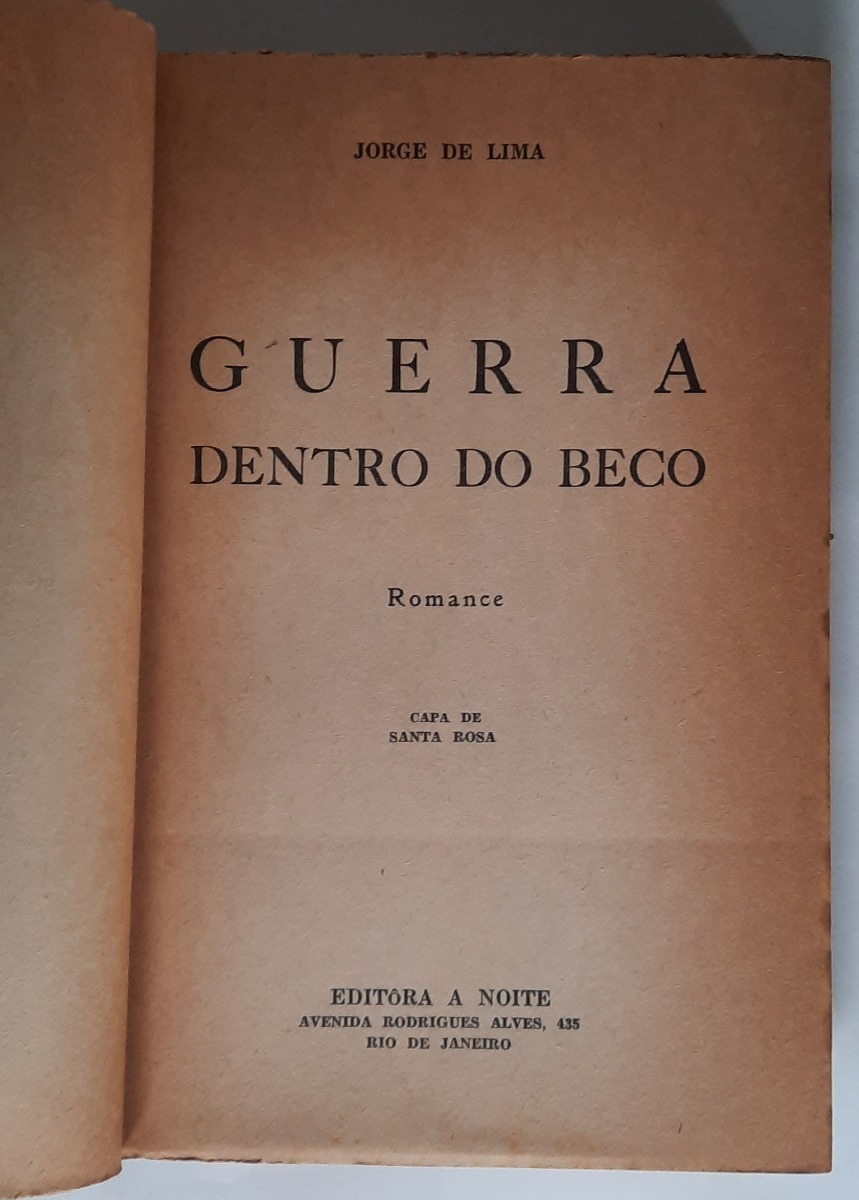 JORGE DE LIMA
GUERRA
DENTRO DO BECO
Romance
CAPA DE
SANTA ROSA
EDITÔRA A NOITE
AVENIDA RODRIGUES ALVES, 435
RIO DE JANEIRO